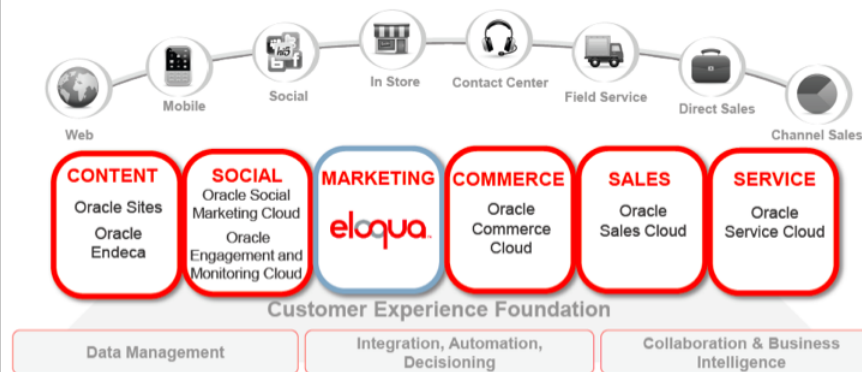 Web
Mobile
Social
In Store
Contact Center
Field Service
Direct Sales
Channel Sales
CONTENT
Oracle Sites
Oracle
Endeca
SOCIAL
Oracle Social
Marketing Cloud
Oracle
Engagement and
Monitoring Cloud
MARKETING
eloqua
COMMERCE
Oracle
Commerce
Cloud
SALES
Oracle
Sales Cloud
SERVICE
Oracle
Service Cloud
Customer Experience Foundation
Data Management
Integration, Automation,
Decisioning
Collaboration & Business
Intelligence